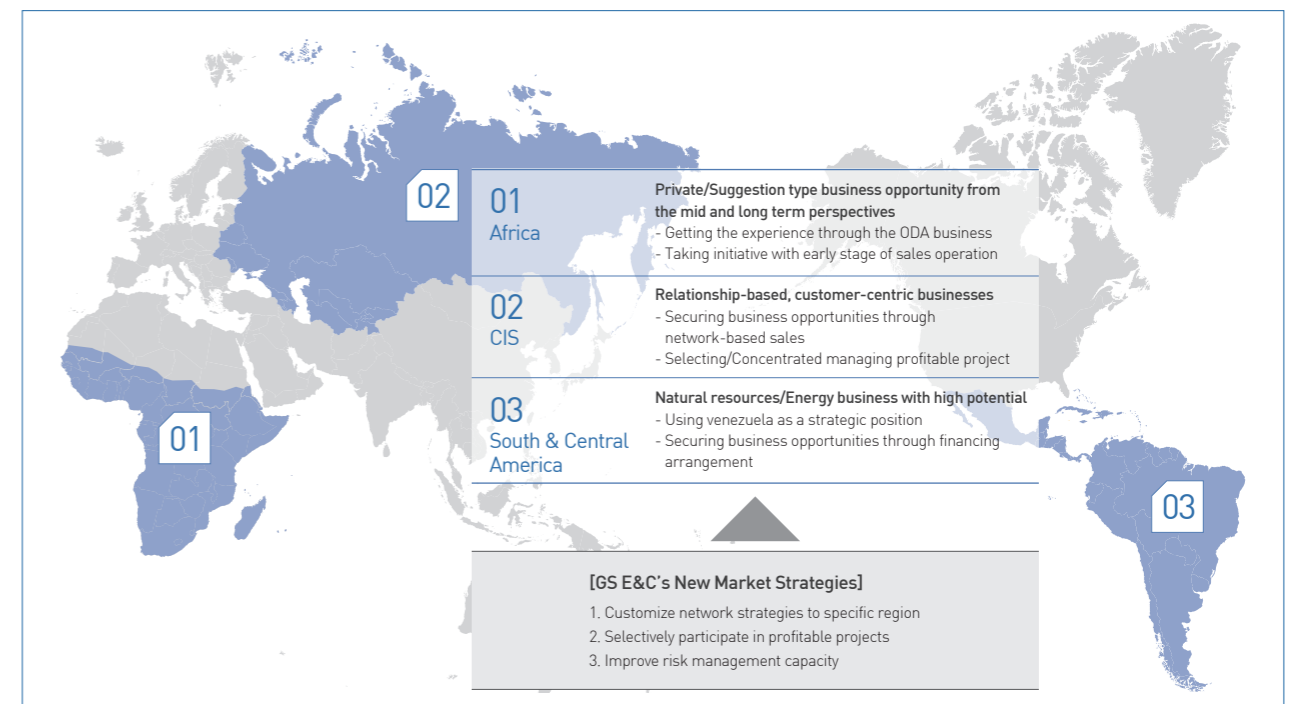 02
01
Africa
Private/Suggestion type business opportunity from
the mid and long term perspectives
- Getting the experience through the ODA business
- Taking initiative with early stage of sales operation
02
CIS
Relationship-based, customer-centric businesses
- Securing business opportunities through
network-based sales
- Selecting/Concentrated managing profitable project
03
South & Central
America
Natural resources/Energy business with high potential
- Using venezuela as a strategic position
- Securing business opportunities through financing
arrangement
01
03
[GS E&C's New Market Strategies]
1. Customize network strategies to specific region
2. Selectively participate in profitable projects
3. Improve risk management capacity